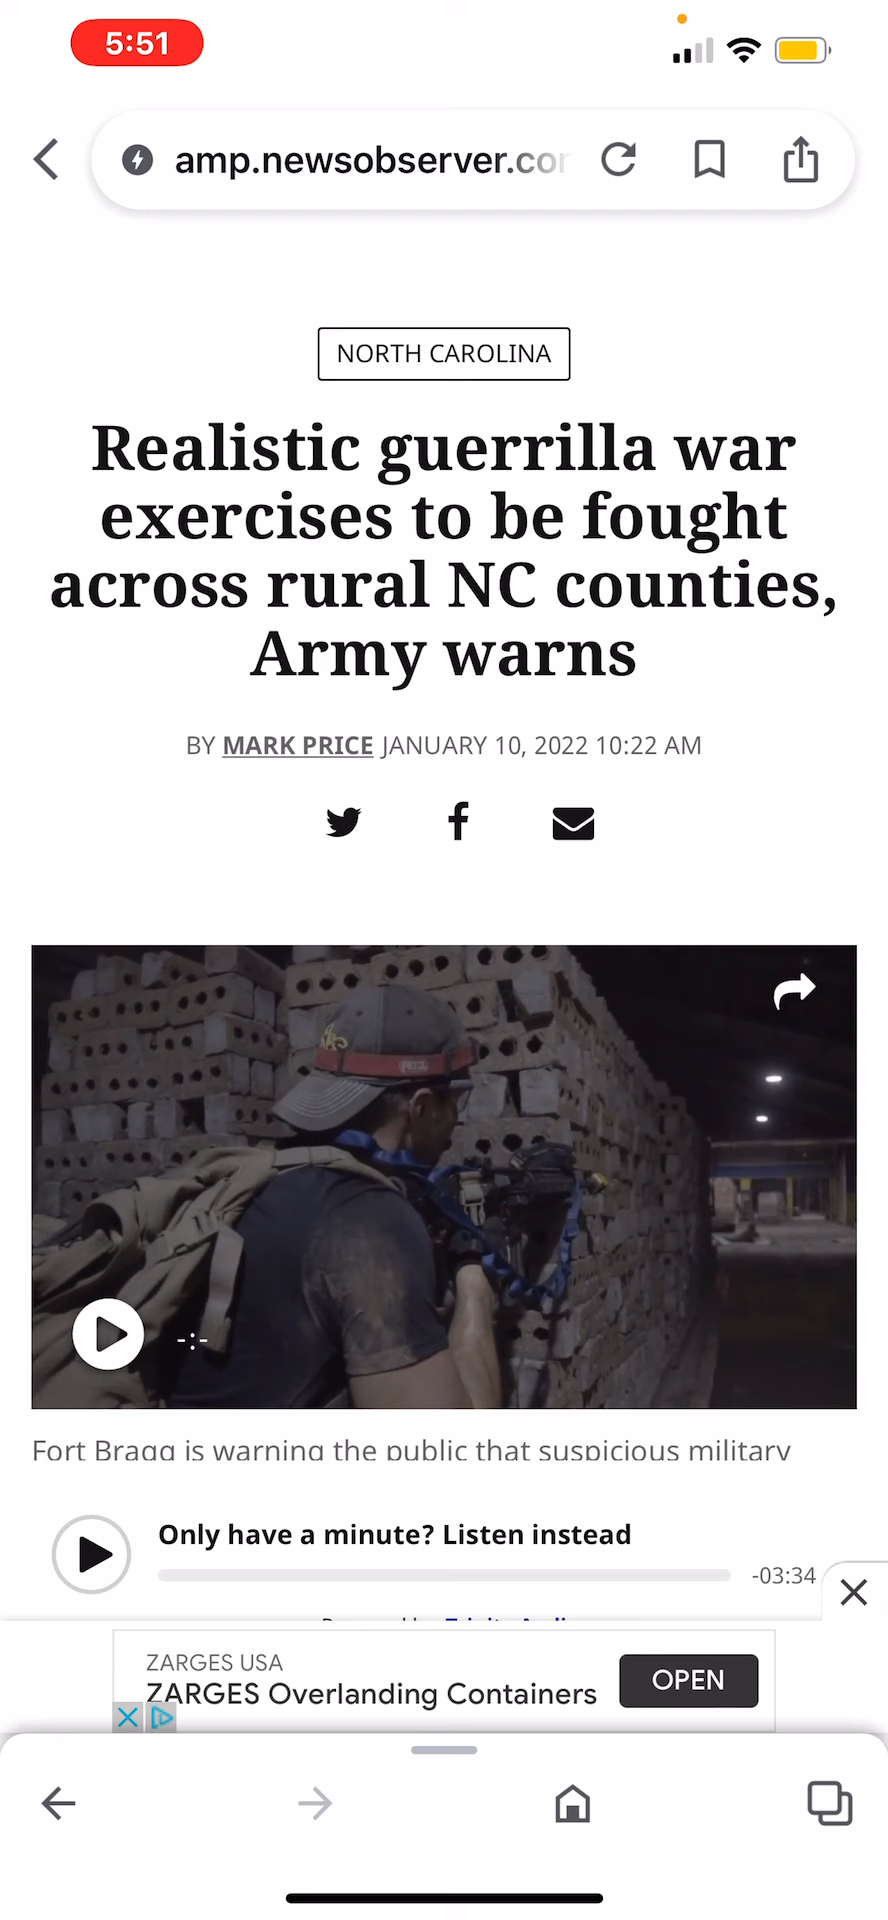 5:51
amp.newsobserver.co
NORTH CAROLINA
Realistic guerrilla war
exercises to be fought
across rural NC counties,
Army warns
BY MARK PRICE JANUARY 10, 2022 10:22 AM
PETZL
-:-
Fort Bragg is warning the public that suspicious military
Only have a minute? Listen instead
-03:34
ZARGES USA
ZARGES Overlanding Containers
OPEN